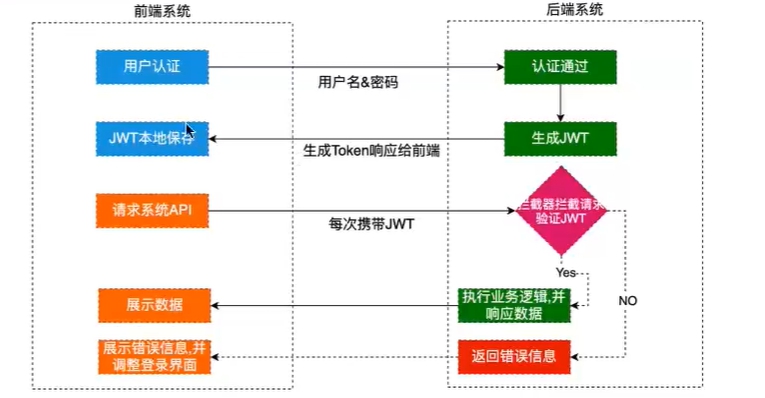 前端系统
后端系统
用户认证
用户名&密码
认证通过
JWT本地保存
生成Token响应给前端
生成JWT
请求系统API
每次携带JWT
拦截器拦截请求
验证JWT
Yes
NO
展示数据
执行业务逻辑,并
响应数据
展示错误信息,并
调整登录界面
返回错误信息